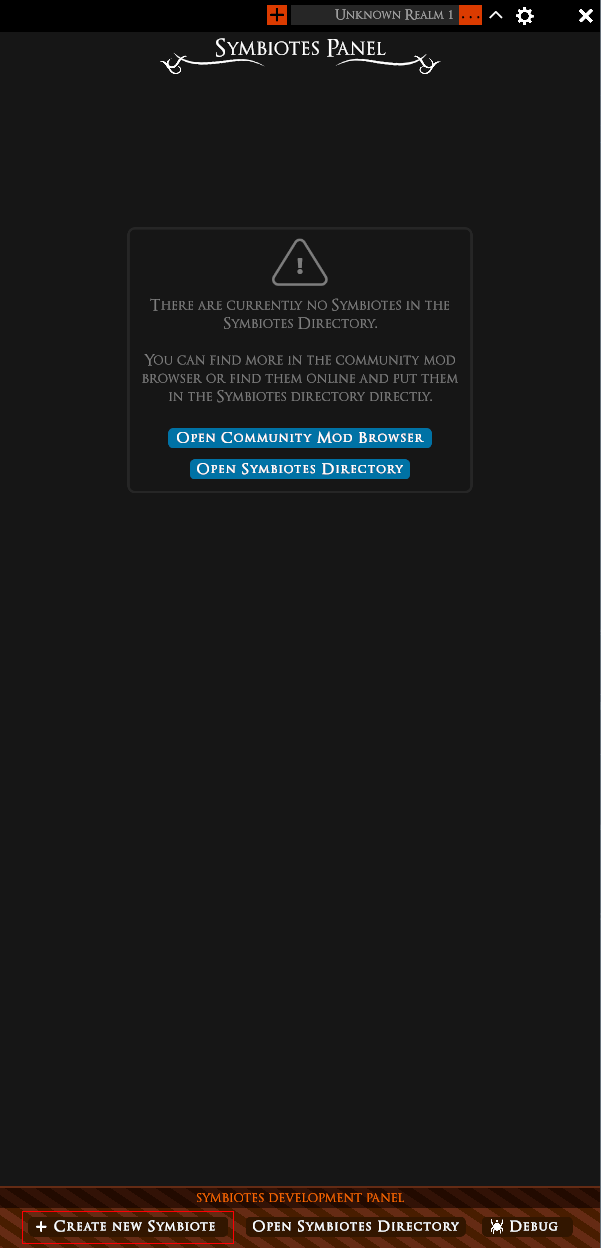 Unknown Realm 1 ...
Symbiotes Panel
!
There are currently no Symbiotes in the
Symbiotes Directory.
You can find more in the community mod
browser or find them online and put them
in the Symbiotes directory directly.
Open Community Mod Browser
Open Symbiotes Directory
symbiotes development panel
+ Create new Symbiote
Open Symbiotes Directory
Debug